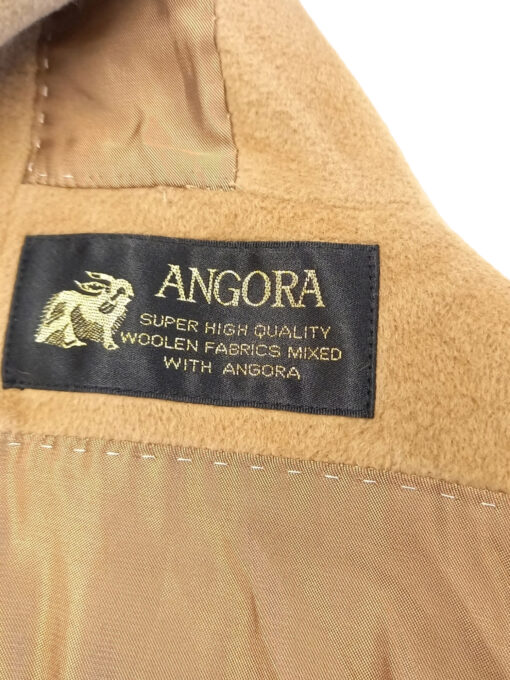 ANGORA
SUPER HIGH QUALITY
WOOLEN FABRICS MIXED
WITH ANGORA